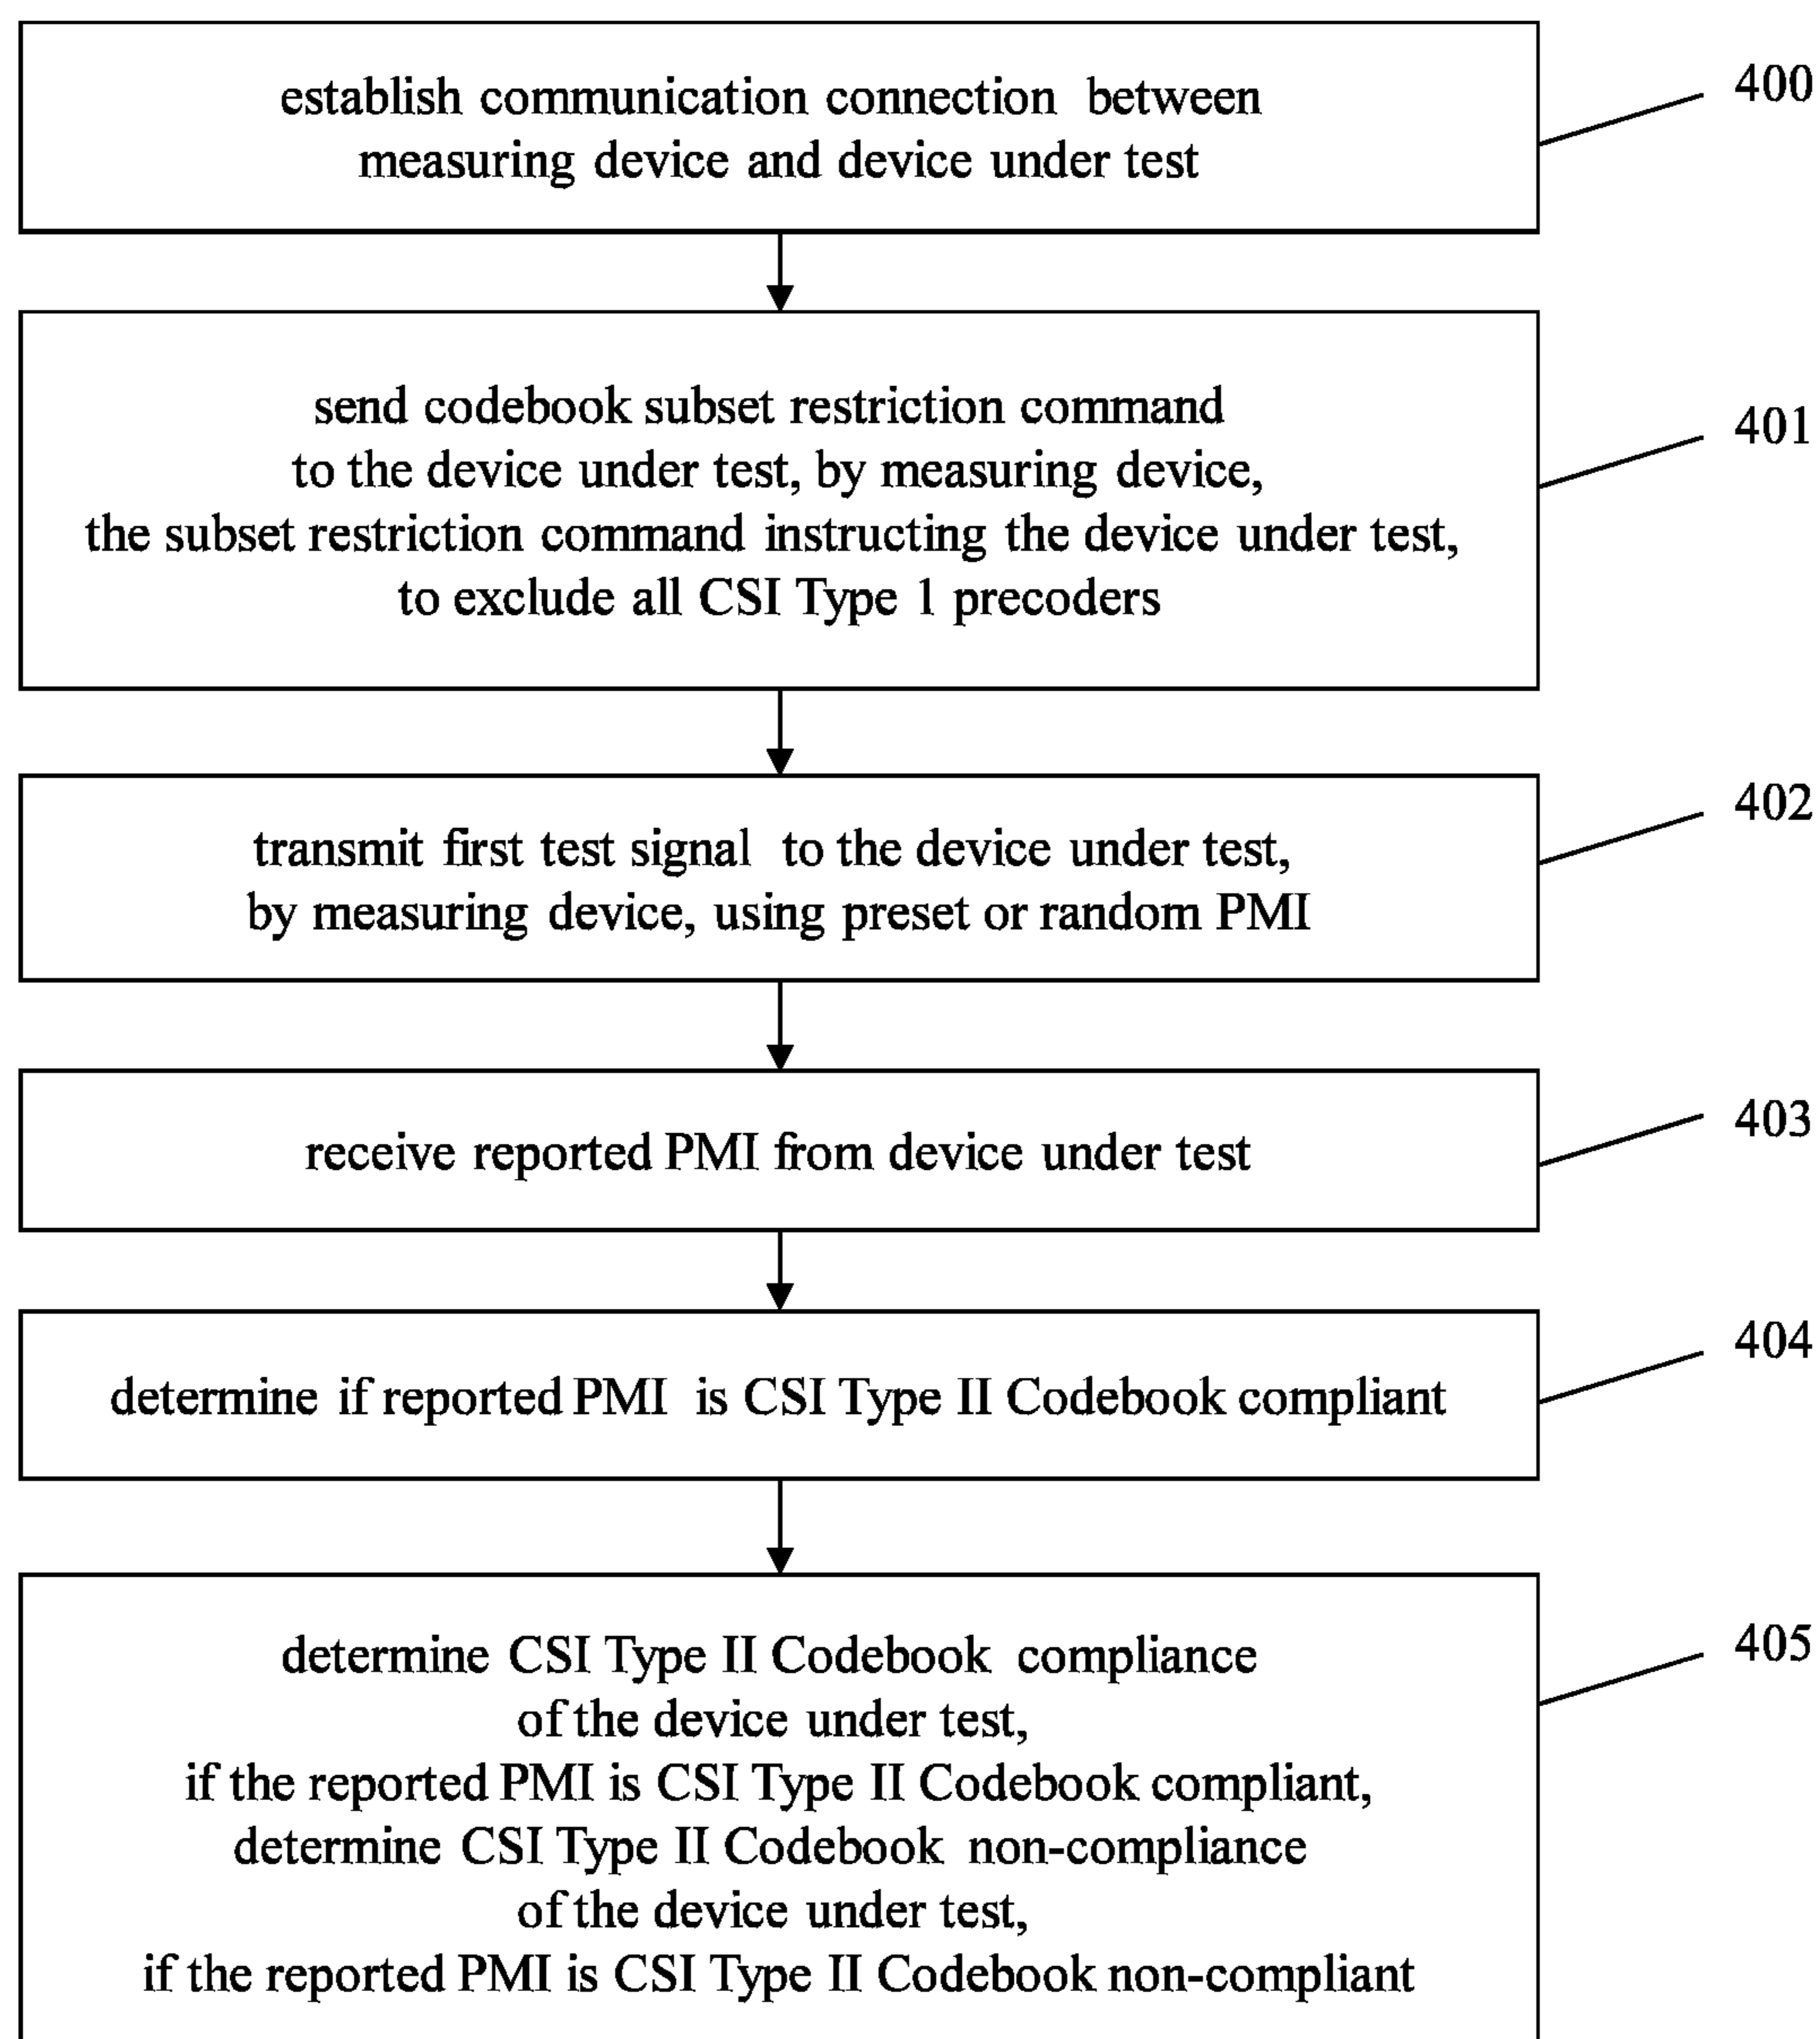 establish communication connection between
measuring device and device under test
400
send codebook subset restriction command
to the device under test, by measuring device,
the subset restriction command instructing the device under test,
to exclude all CSI Type 1 precoders
401
transmit first test signal to the device under test,
by measuring device, using preset or random PMI
402
receive reported PMI from device under test
403
determine if reported PMI is CSI Type II Codebook compliant
404
determine CSI Type II Codebook compliance
of the device under test,
if the reported PMI is CSI Type II Codebook compliant,
determine CSI Type II Codebook non-compliance
of the device under test,
if the reported PMI is CSI Type II Codebook non-compliant
405